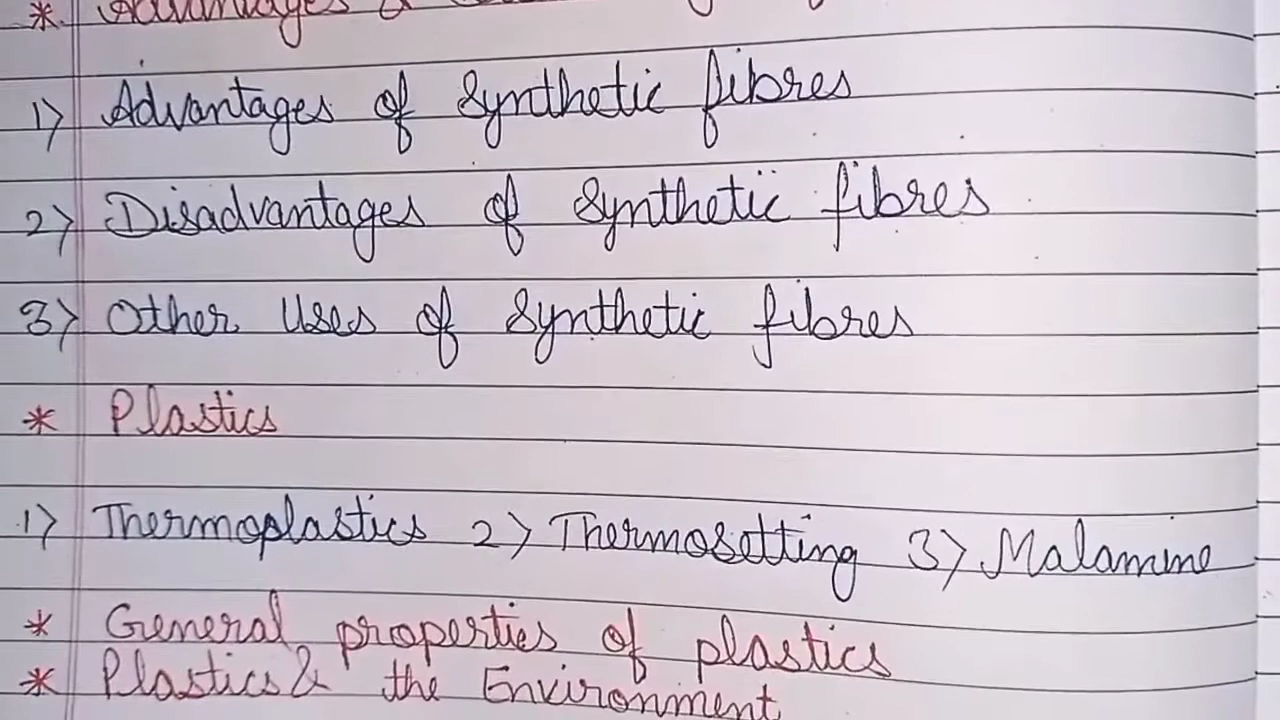 * Advantages &
1) Advantages of Synthetic fibres
2) Disadvantages of Synthetic fibres
3) Other Uses of Synthetic fibres
* Plastics
1) Thermoplastics 2) Thermosetting 3) Malamine
* General properties of plastics
* Plastics & the Environment